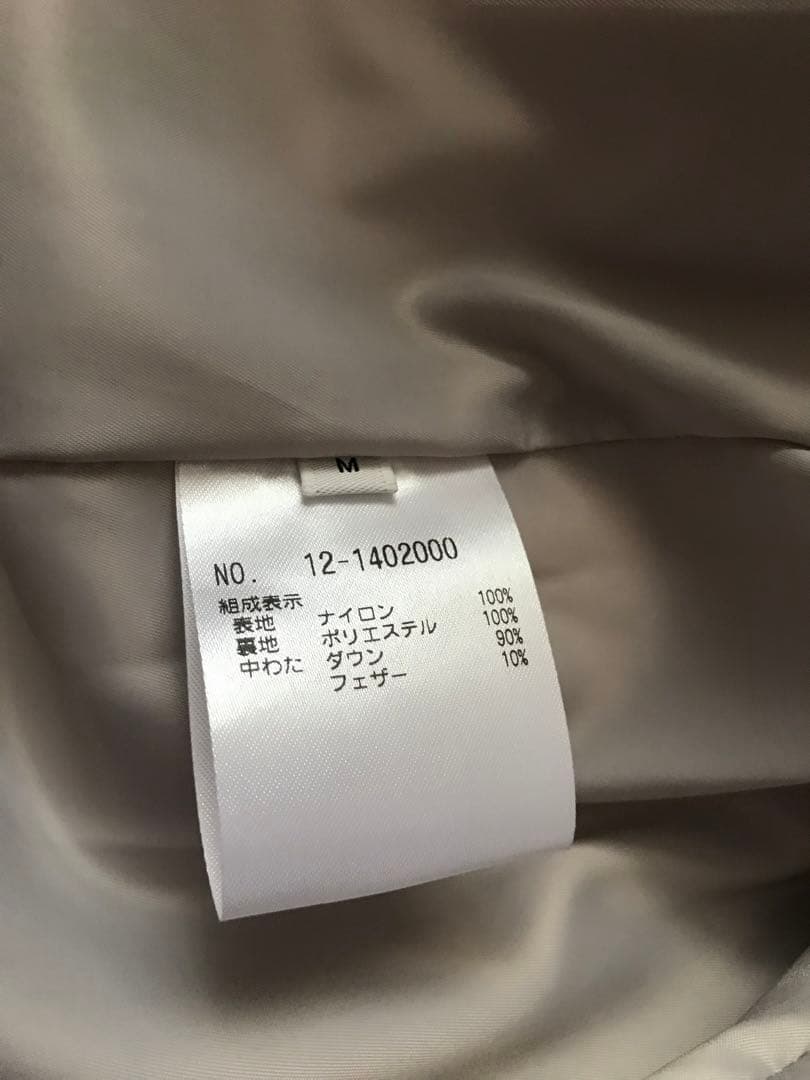 M
NO. 12-1402000
組成表示
表地 ナイロン 100%
裏地 ポリエステル 100%
中わた ダウン 90%
フェザー 10%